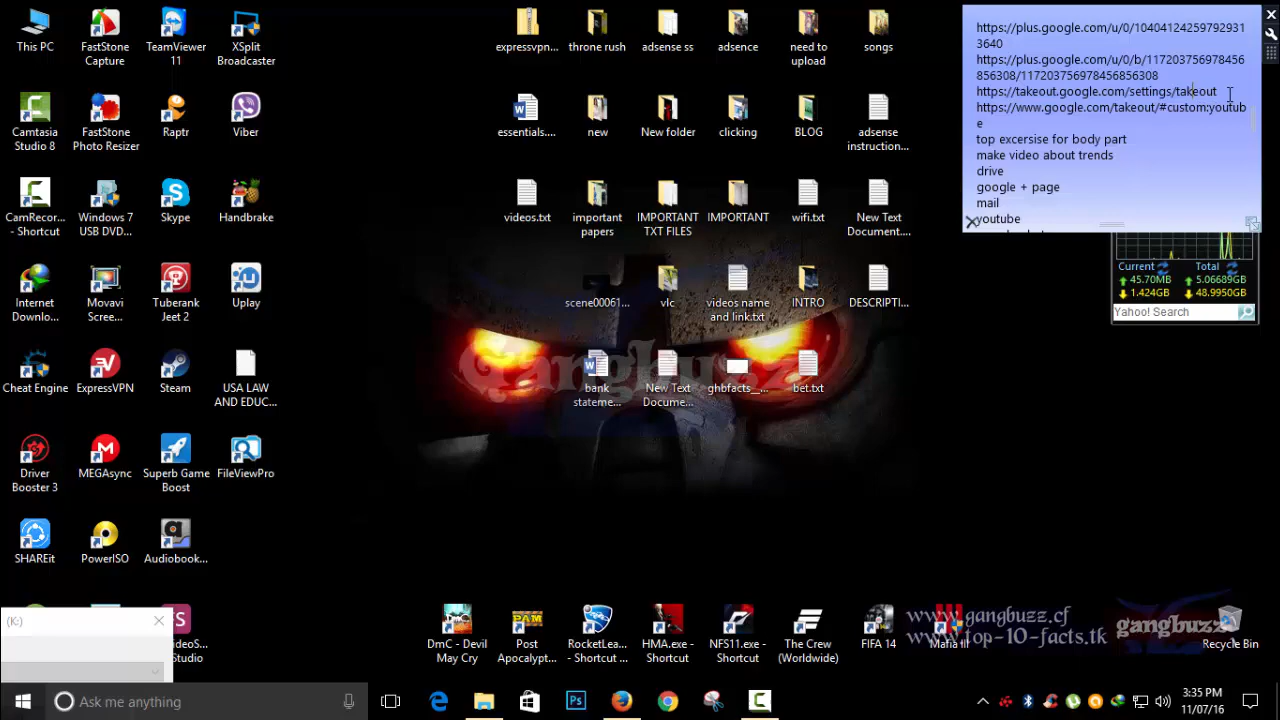 This PC
FastStone
Capture
TeamViewer
11
XSplit
Broadcaster
expressvpn...
throne rush
adsense ss
adsence
need to
upload
songs
https://plus.google.com/u/0/10404124259792931
3640
https://plus.google.com/u/0/b/117203756978456
856308/117203756978456856308
https://takeout.google.com/settings/takeout
https://www.google.com/takeout/#custom:youtub
e
top excersise for body part
make video about trends
drive
google + page
mail
youtube
Camtasia
Studio 8
FastStone
Photo Resizer
Raptr
Viber
essentials....
new
New folder
clicking
BLOG
adsense
instruction...
CamRecor...
- Shortcut
Windows 7
USB DVD...
Skype
Handbrake
videos.txt
important
papers
IMPORTANT
TXT FILES
IMPORTANT
wifi.txt
New Text
Document....
Internet
Downlo...
Movavi
Scree...
Tuberank
Jeet 2
Uplay
scene00061...
vlc
videos name
and link.txt
INTRO
DESCRIPTI...
Current
Total
45.70MB
5.06689GB
1.424GB
48.9950GB
Yahoo! Search
Cheat Engine
ExpressVPN
Steam
USA LAW
AND EDUC...
bank
stateme...
New Text
Docume...
ghbfacts__...
bet.txt
Gangbuzz
Driver
Booster 3
MEGAsync
Superb Game
Boost
FileViewPro
SHAREit
PowerISO
Audiobook...
(K:)
VideoS...
Studio
DmC - Devil
May Cry
Post
Apocalypt...
RocketLea...
- Shortcut ...
HMA.exe -
Shortcut
NFS11.exe -
Shortcut
The Crew
(Worldwide)
FIFA 14
Mafia III
www.gangbuzz.cf
www.top-10-facts.tk
gangbuzz
Recycle Bin
Ask me anything
3:35 PM
11/07/16